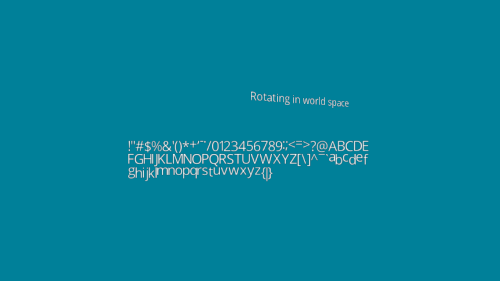 Rotating in world space
!"#$%&'()*+,-./0123456789:;<=>?@ABCDE
FGHIJKLMNOPQRSTUVWXYZ[\]^_`abcdef
ghijklmnopqrstuvwxyz{|}